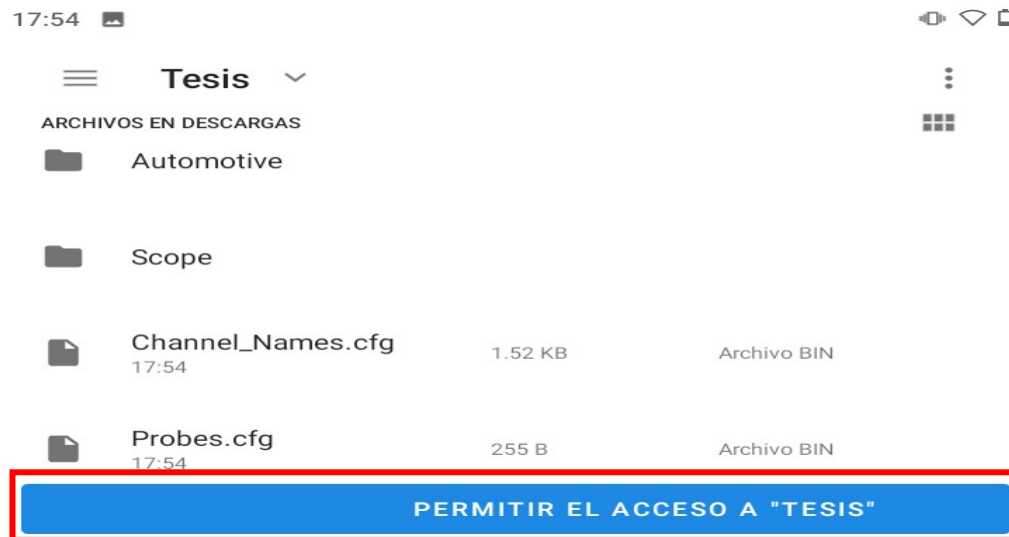 17:54
Tesis
ARCHIVOS EN DESCARGAS
Automotive
Scope
Channel_Names.cfg 1.52 KB Archivo BIN
17:54
Probes.cfg 255 B Archivo BIN
17:54
PERMITIR EL ACCESO A "TESIS"